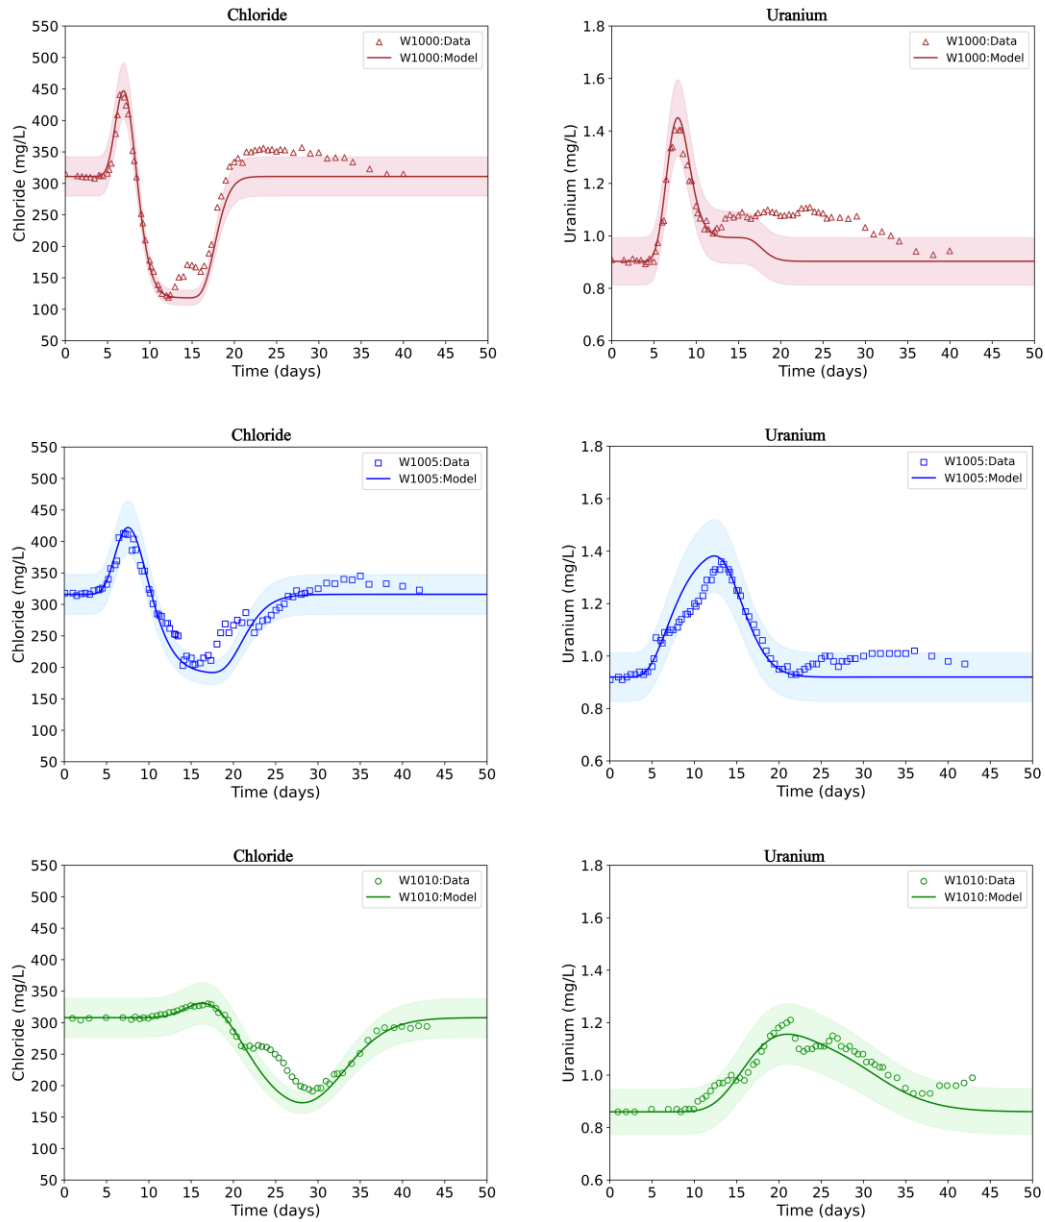 Chloride
550
500
450
400
350
300
250
200
150
100
50
Chloride (mg/L)
W1000:Data
W1000:Model
0 5 10 15 20 25 30 35 40 45 50
Time (days)
Uranium
1.8
1.6
1.4
1.2
1.0
0.8
0.6
Uranium (mg/L)
W1000:Data
W1000:Model
0 5 10 15 20 25 30 35 40 45 50
Time (days)
Chloride
550
500
450
400
350
300
250
200
150
100
50
Chloride (mg/L)
W1005:Data
W1005:Model
0 5 10 15 20 25 30 35 40 45 50
Time (days)
Uranium
1.8
1.6
1.4
1.2
1.0
0.8
0.6
Uranium (mg/L)
W1005:Data
W1005:Model
0 5 10 15 20 25 30 35 40 45 50
Time (days)
Chloride
550
500
450
400
350
300
250
200
150
100
50
Chloride (mg/L)
W1010:Data
W1010:Model
0 5 10 15 20 25 30 35 40 45 50
Time (days)
Uranium
1.8
1.6
1.4
1.2
1.0
0.8
0.6
Uranium (mg/L)
W1010:Data
W1010:Model
0 5 10 15 20 25 30 35 40 45 50
Time (days)